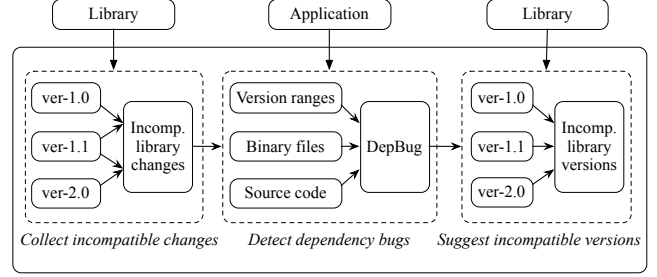 Library
Application
Library
ver-1.0
ver-1.1
ver-2.0
Incomp.
library
changes
Version ranges
Binary files
Source code
DepBug
ver-1.0
ver-1.1
ver-2.0
Incomp.
library
versions
Collect incompatible changes
Detect dependency bugs
Suggest incompatible versions